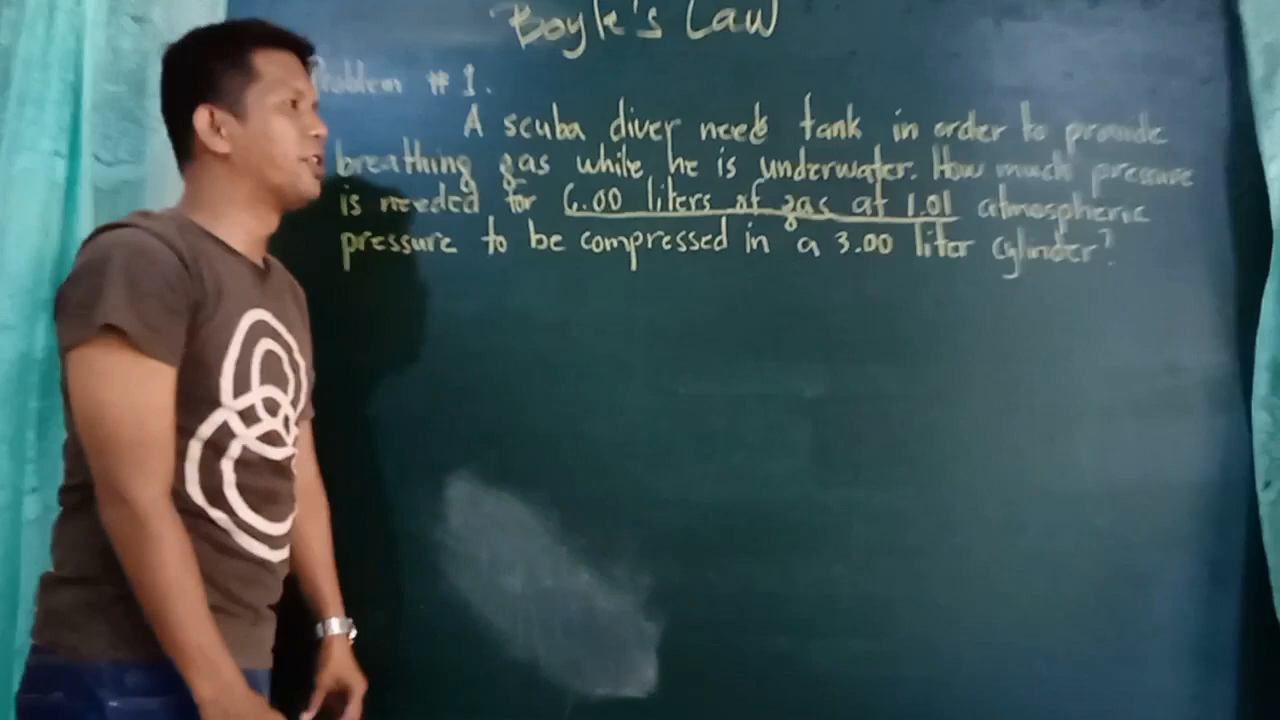 Boyle's Law
Problem # 1.
A scuba diver needs tank in order to provide
breathing gas while he is underwater. How much pressure
is needed for 6.00 liters of gas at 1.01 atmospheric
pressure to be compressed in a 3.00 liter cylinder?